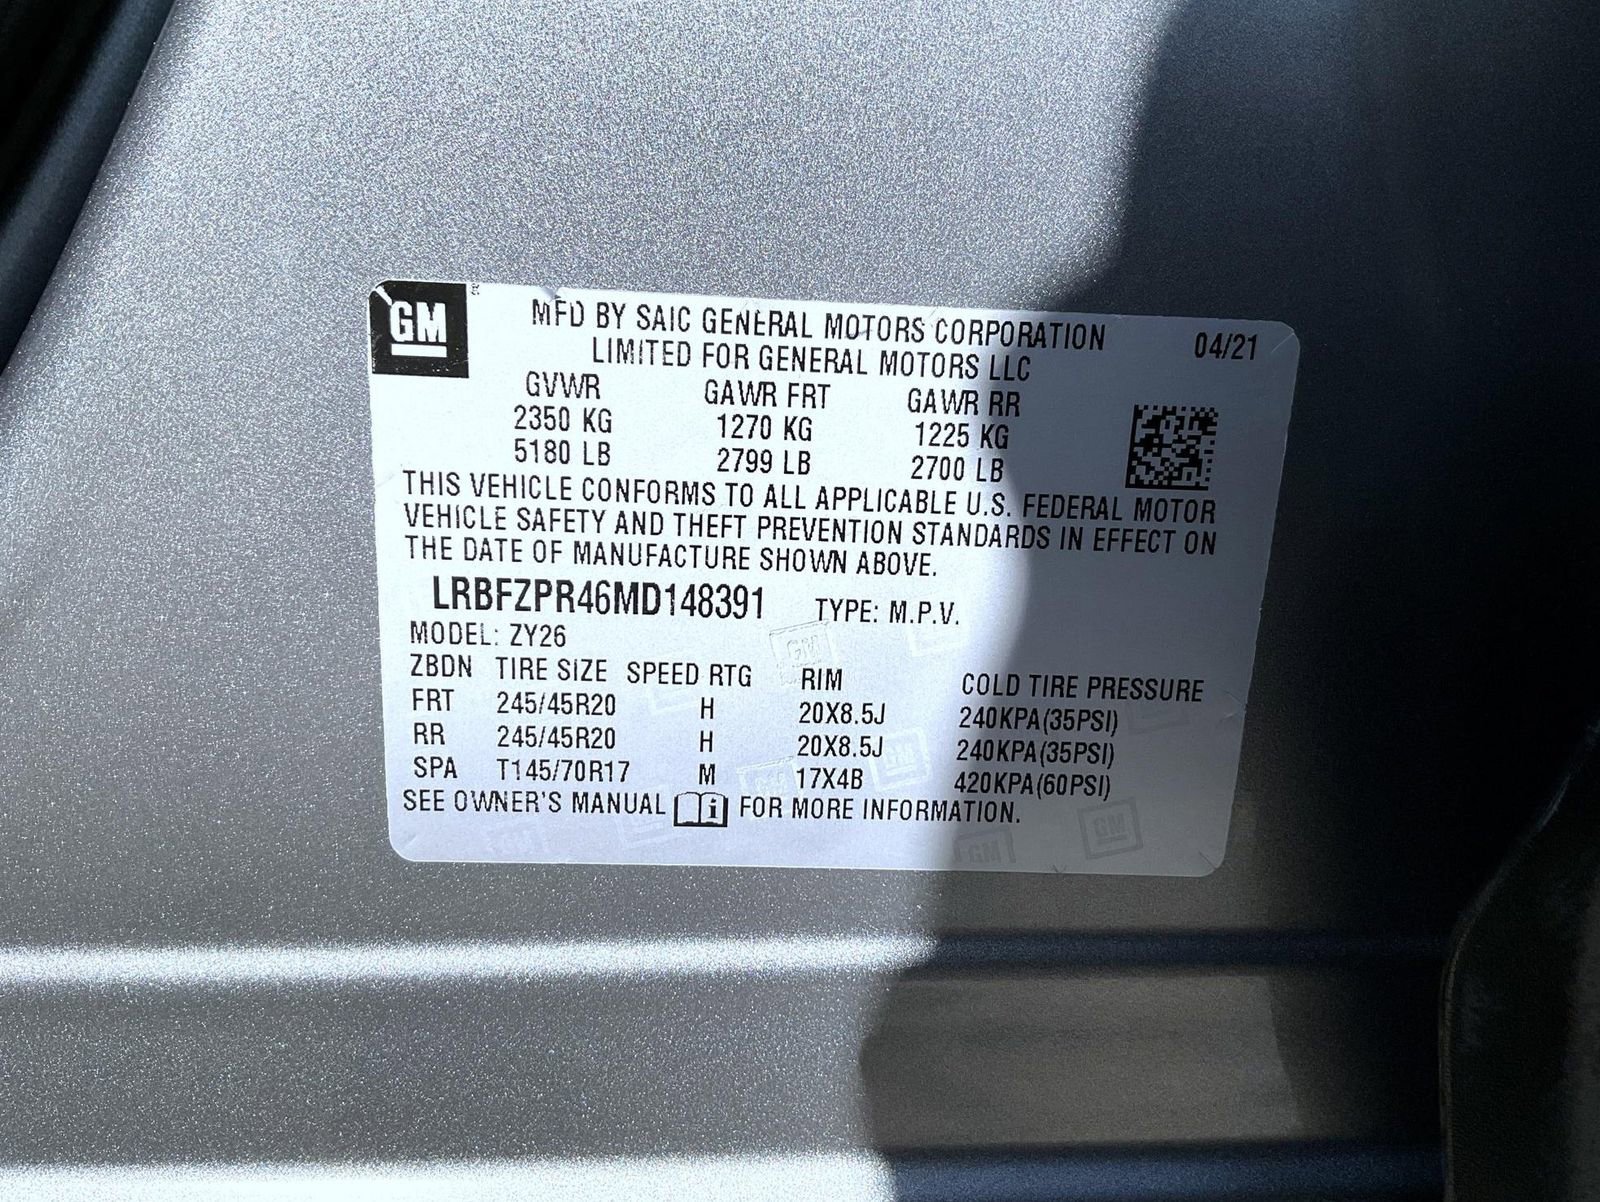 GM
MFD BY SAIC GENERAL MOTORS CORPORATION 04/21
LIMITED FOR GENERAL MOTORS LLC
GVWR GAWR FRT GAWR RR
2350 KG 1270 KG 1225 KG
5180 LB 2799 LB 2700 LB
THIS VEHICLE CONFORMS TO ALL APPLICABLE U.S. FEDERAL MOTOR
VEHICLE SAFETY AND THEFT PREVENTION STANDARDS IN EFFECT ON
THE DATE OF MANUFACTURE SHOWN ABOVE.
LRBFZPR46MD148391 TYPE: M.P.V.
MODEL: ZY26
ZBDN TIRE SIZE SPEED RTG RIM COLD TIRE PRESSURE
FRT 245/45R20 H 20X8.5J 240KPA(35PSI)
RR 245/45R20 H 20X8.5J 240KPA(35PSI)
SPA T145/70R17 M 17X4B 420KPA(60PSI)
SEE OWNER'S MANUAL i FOR MORE INFORMATION.
GM
GM
GM